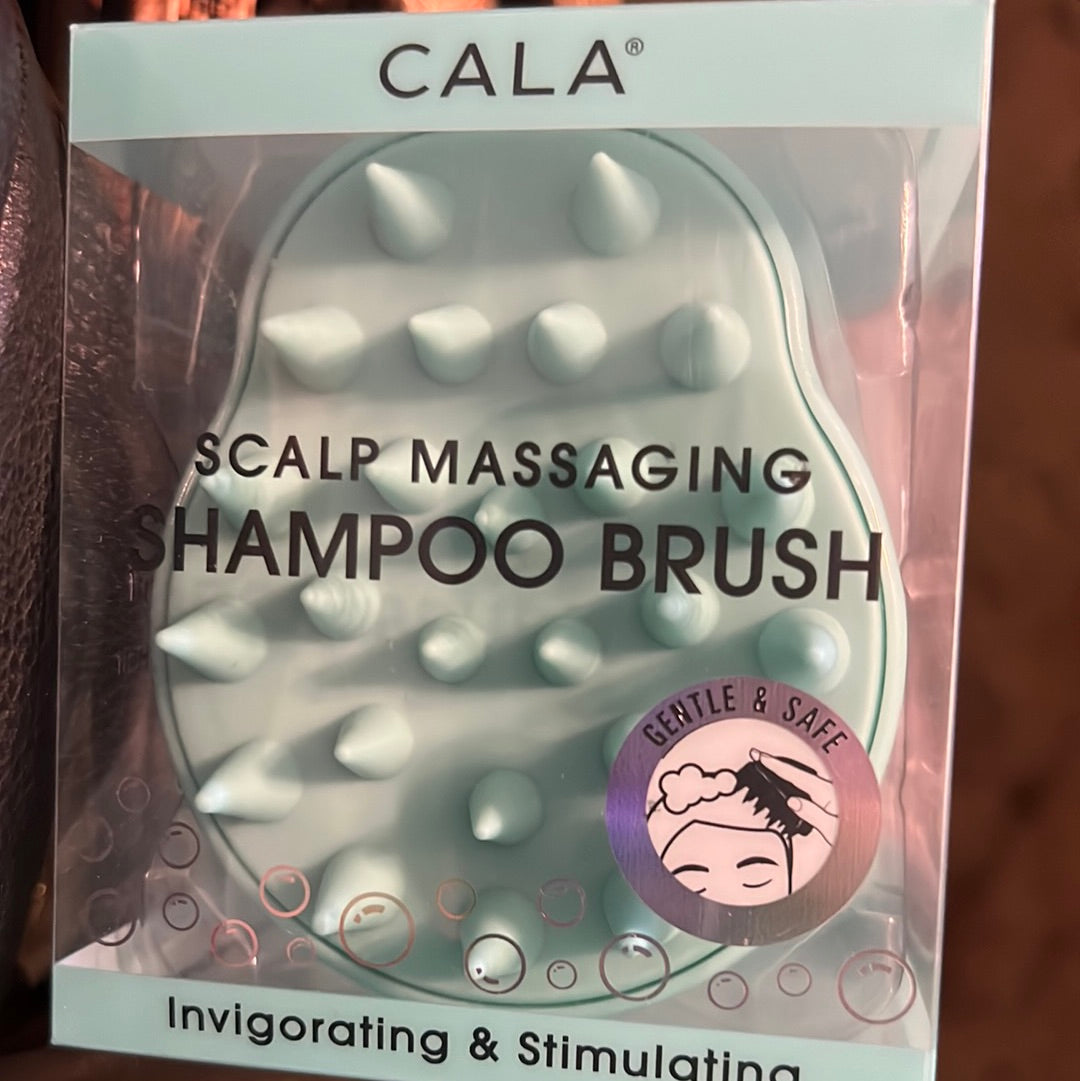 CALA®
SCALP MASSAGING
SHAMPOO BRUSH
GENTLE & SAFE
Invigorating & Stimulating